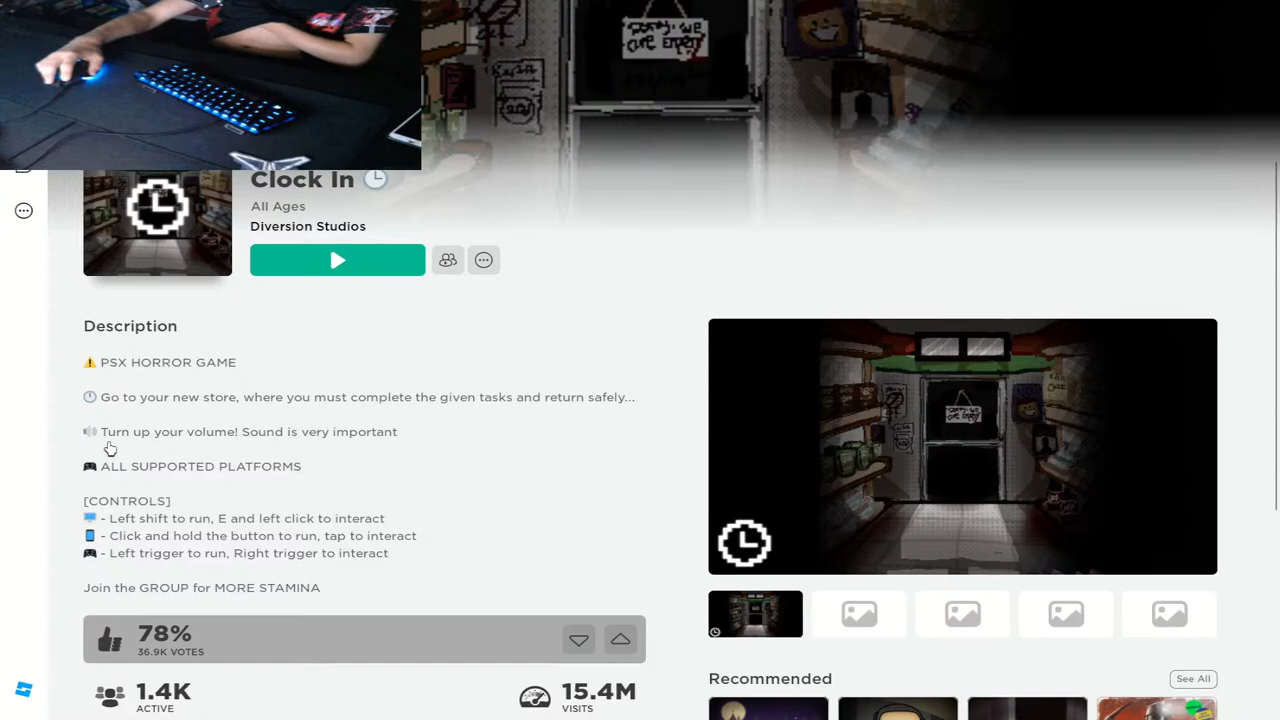 SORRY, WE
ARE EMPTY
Clock In
All Ages
Diversion Studios
Description
⚠️ PSX HORROR GAME
🕛 Go to your new store, where you must complete the given tasks and return safely...
🔊 Turn up your volume! Sound is very important
🎮 ALL SUPPORTED PLATFORMS
[CONTROLS]
🖥️ - Left shift to run, E and left click to interact
📱 - Click and hold the button to run, tap to interact
🎮 - Left trigger to run, Right trigger to interact
Join the GROUP for MORE STAMINA
78%
36.9K VOTES
1.4K
ACTIVE
15.4M
VISITS
Recommended
See All